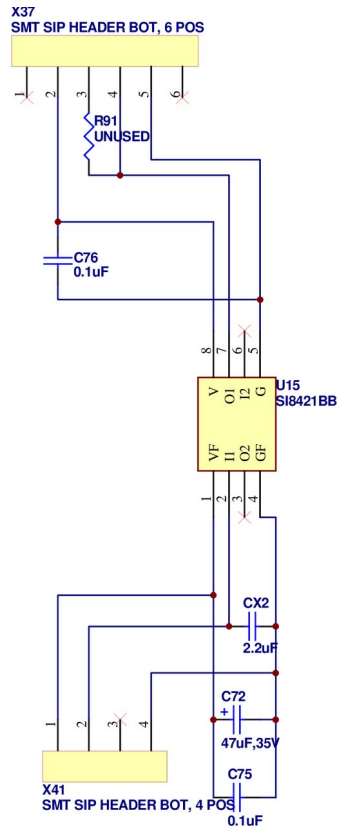 X37
SMT SIP HEADER BOT, 6 POS
1 2 3 4 5 6
R91
UNUSED
C76
0.1uF
8 7 6 5
U15
SI8421BB
V O1 I2 G
VF I1 O2 GF
1 2 3 4
CX2
2.2uF
1 2 3 4
C72
+
47uF,35V
X41
SMT SIP HEADER BOT, 4 POS
C75
0.1uF